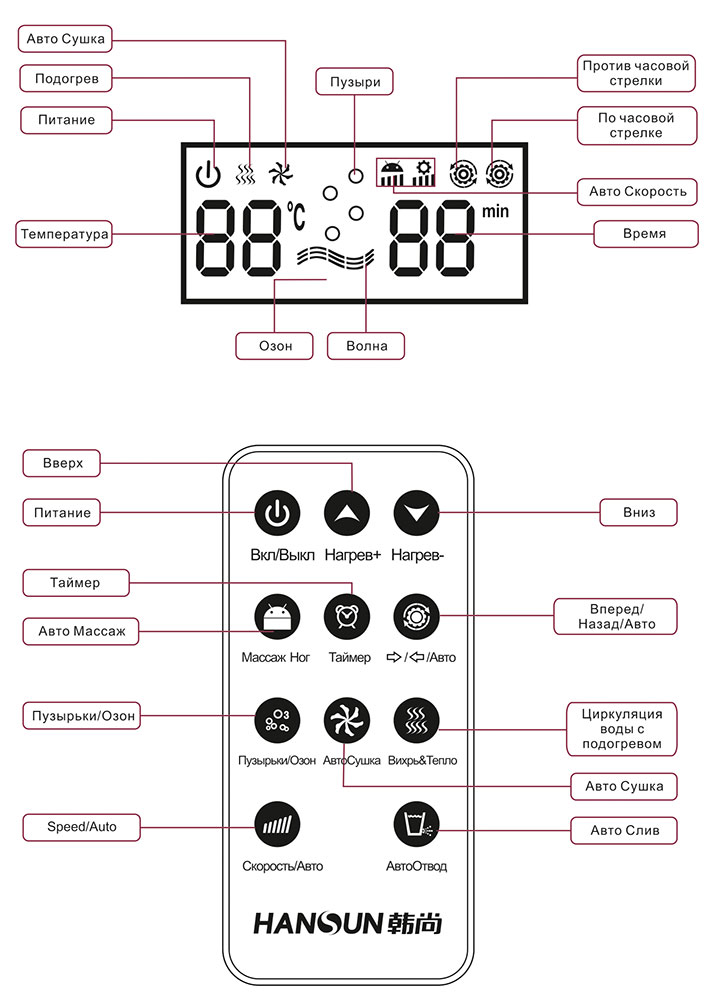 Авто Сушка
Подогрев
Питание
Пузыри
Против часовой
стрелки
По часовой
стрелке
Авто Скорость
Температура
88
°C
88
min
Время
Озон
Волна
Вверх
Питание
Вниз
Вкл/Выкл
Нагрев+
Нагрев-
Таймер
Авто Массаж
Вперед/
Назад/Авто
Массаж Ног
Таймер
⇨/⇦/Авто
Пузырьки/Озон
O3
Циркуляция
воды с
подогревом
Пузырьки/Озон
АвтоСушка
Вихрь&Тепло
Авто Сушка
Speed/Auto
Авто Слив
Скорость/Авто
АвтоОтвод
HANSUN 韩尚